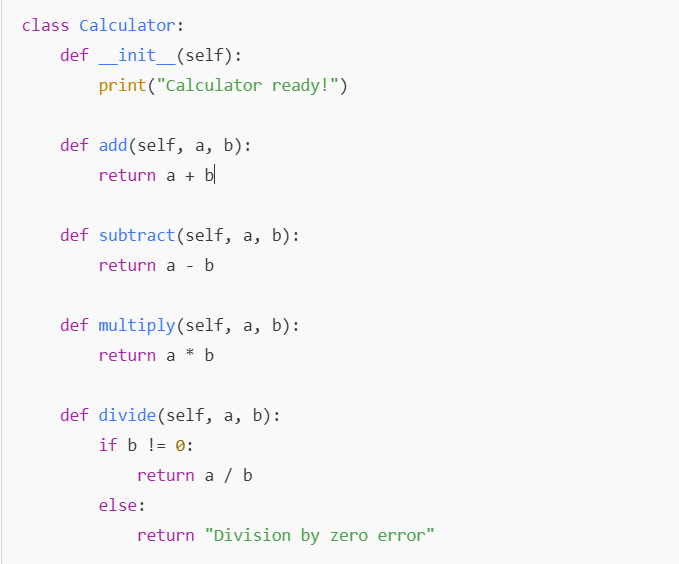 class Calculator:
    def __init__(self):
        print("Calculator ready!")

    def add(self, a, b):
        return a + b

    def subtract(self, a, b):
        return a - b

    def multiply(self, a, b):
        return a * b

    def divide(self, a, b):
        if b != 0:
            return a / b
        else:
            return "Division by zero error"